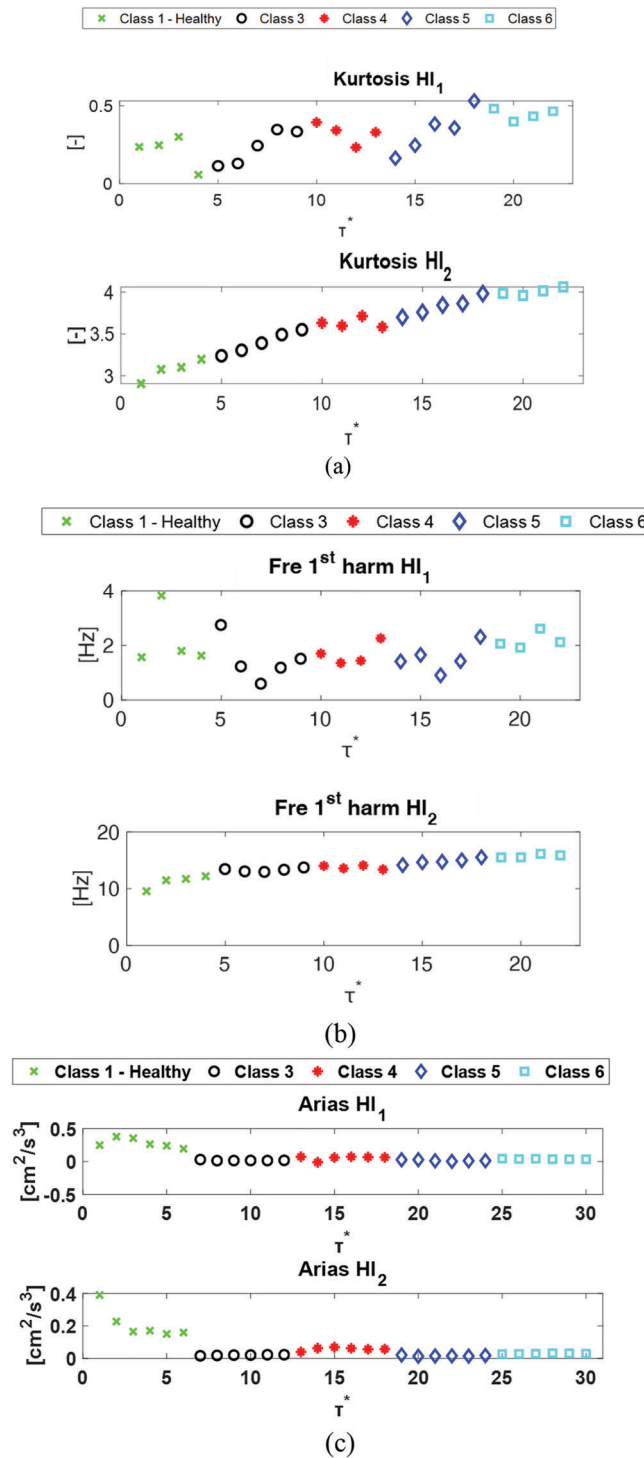 Class 1 - Healthy Class 3 Class 4 Class 5 Class 6
Kurtosis HI1
0.5
[-]
0
0 5 10 15 20
τ*
Kurtosis HI2
4
3.5
[-]
3
0 5 10 15 20
τ*
(a)
Class 1 - Healthy Class 3 Class 4 Class 5 Class 6
Fre 1st harm HI1
4
2
[Hz]
0
0 5 10 15 20
τ*
Fre 1st harm HI2
20
10
[Hz]
0
0 5 10 15 20
τ*
(b)
Class 1 - Healthy Class 3 Class 4 Class 5 Class 6
Arias HI1
0.5
0
-0.5
[cm2/s3]
0 5 10 15 20 25 30
τ*
Arias HI2
0.4
0.2
0
[cm2/s3]
0 5 10 15 20 25 30
τ*
(c)